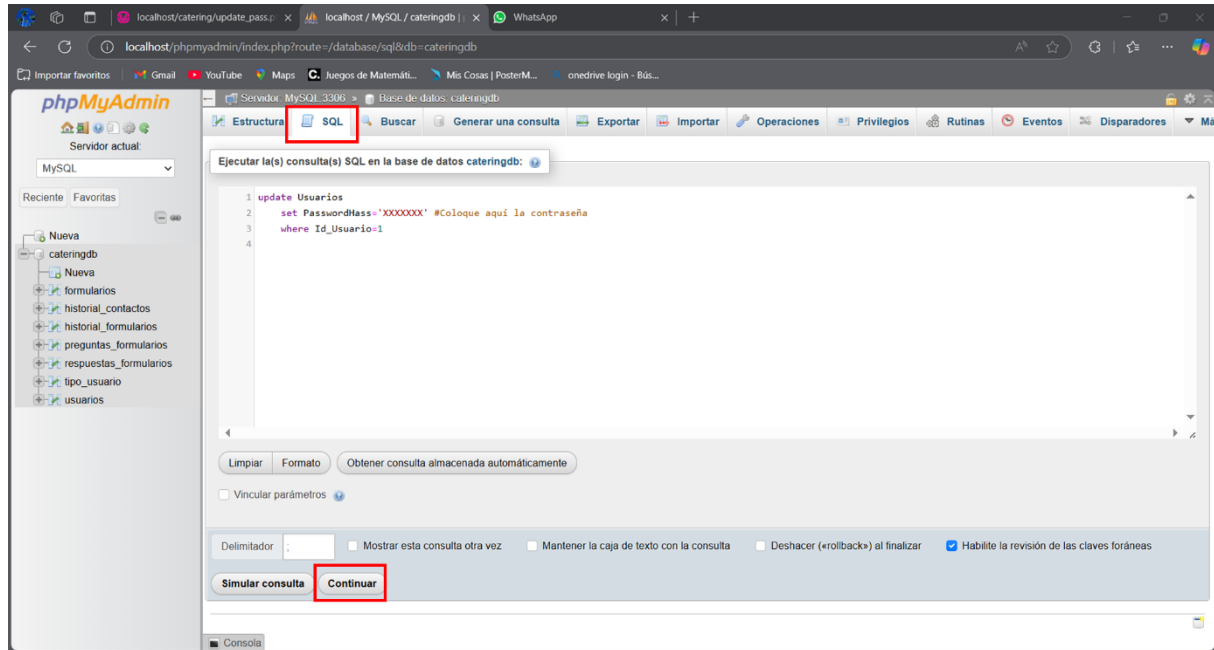 localhost/catering/update_pass.p
localhost / MySQL / cateringdb |
WhatsApp
localhost/phpmyadmin/index.php?route=/database/sql&db=cateringdb
Importar favoritos
Gmail
YouTube
Maps
Juegos de Matemáti...
Mis Cosas | PosterM...
onedrive login - Bús...
phpMyAdmin
Servidor actual:
MySQL
Reciente Favoritas
Nueva
cateringdb
Nueva
formularios
historial_contactos
historial_formularios
preguntas_formularios
respuestas_formularios
tipo_usuario
usuarios
Servidor: MySQL:3306 » Base de datos: cateringdb
Estructura SQL Buscar Generar una consulta Exportar Importar Operaciones Privilegios Rutinas Eventos Disparadores Má
Ejecutar la(s) consulta(s) SQL en la base de datos cateringdb:
1 update Usuarios
2 set PasswordHass='XXXXXXX' #Coloque aquí la contraseña
3 where Id_Usuario=1
4
Limpiar Formato Obtener consulta almacenada automáticamente
Vincular parámetros
Delimitador ; Mostrar esta consulta otra vez Mantener la caja de texto con la consulta Deshacer («rollback») al finalizar Habilite la revisión de las claves foráneas
Simular consulta Continuar
Consola